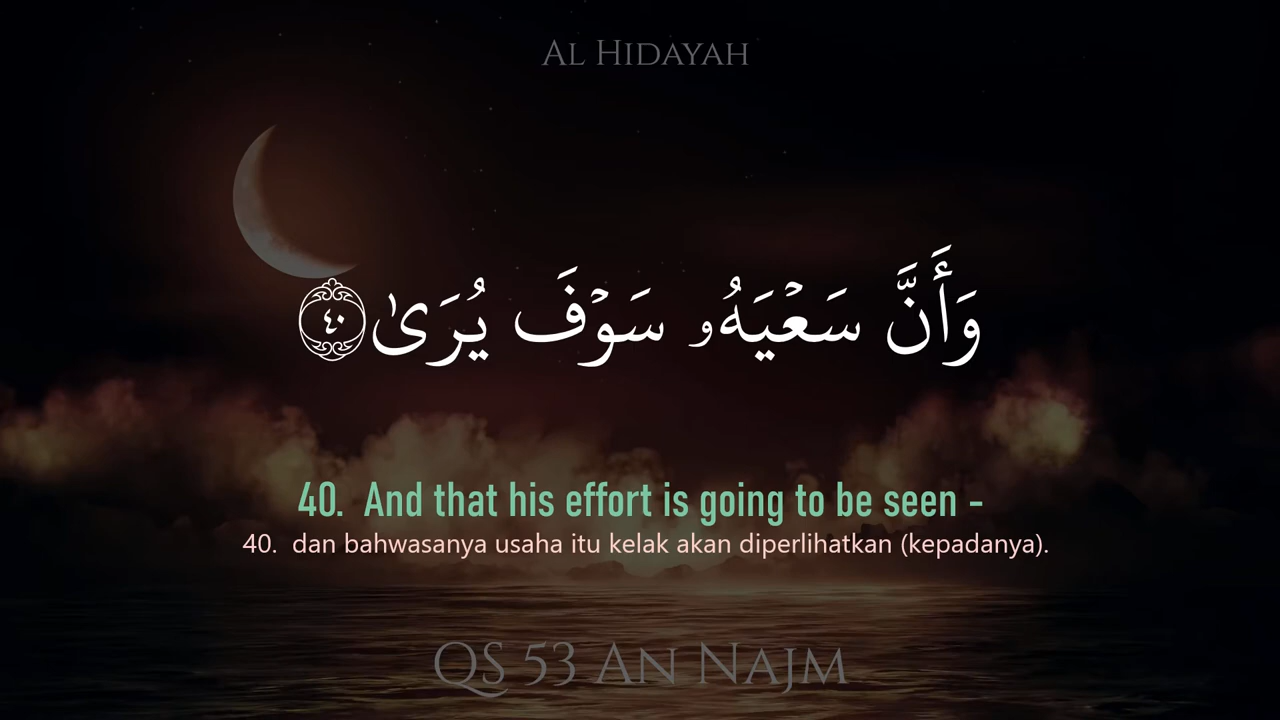 Al Hidayah
وَأَنَّ سَعْيَهُۥ سَوْفَ يُرَىٰ ٤٠
40. And that his effort is going to be seen -
40. dan bahwasanya usaha itu kelak akan diperlihatkan (kepadanya).
QS 53 An Najm